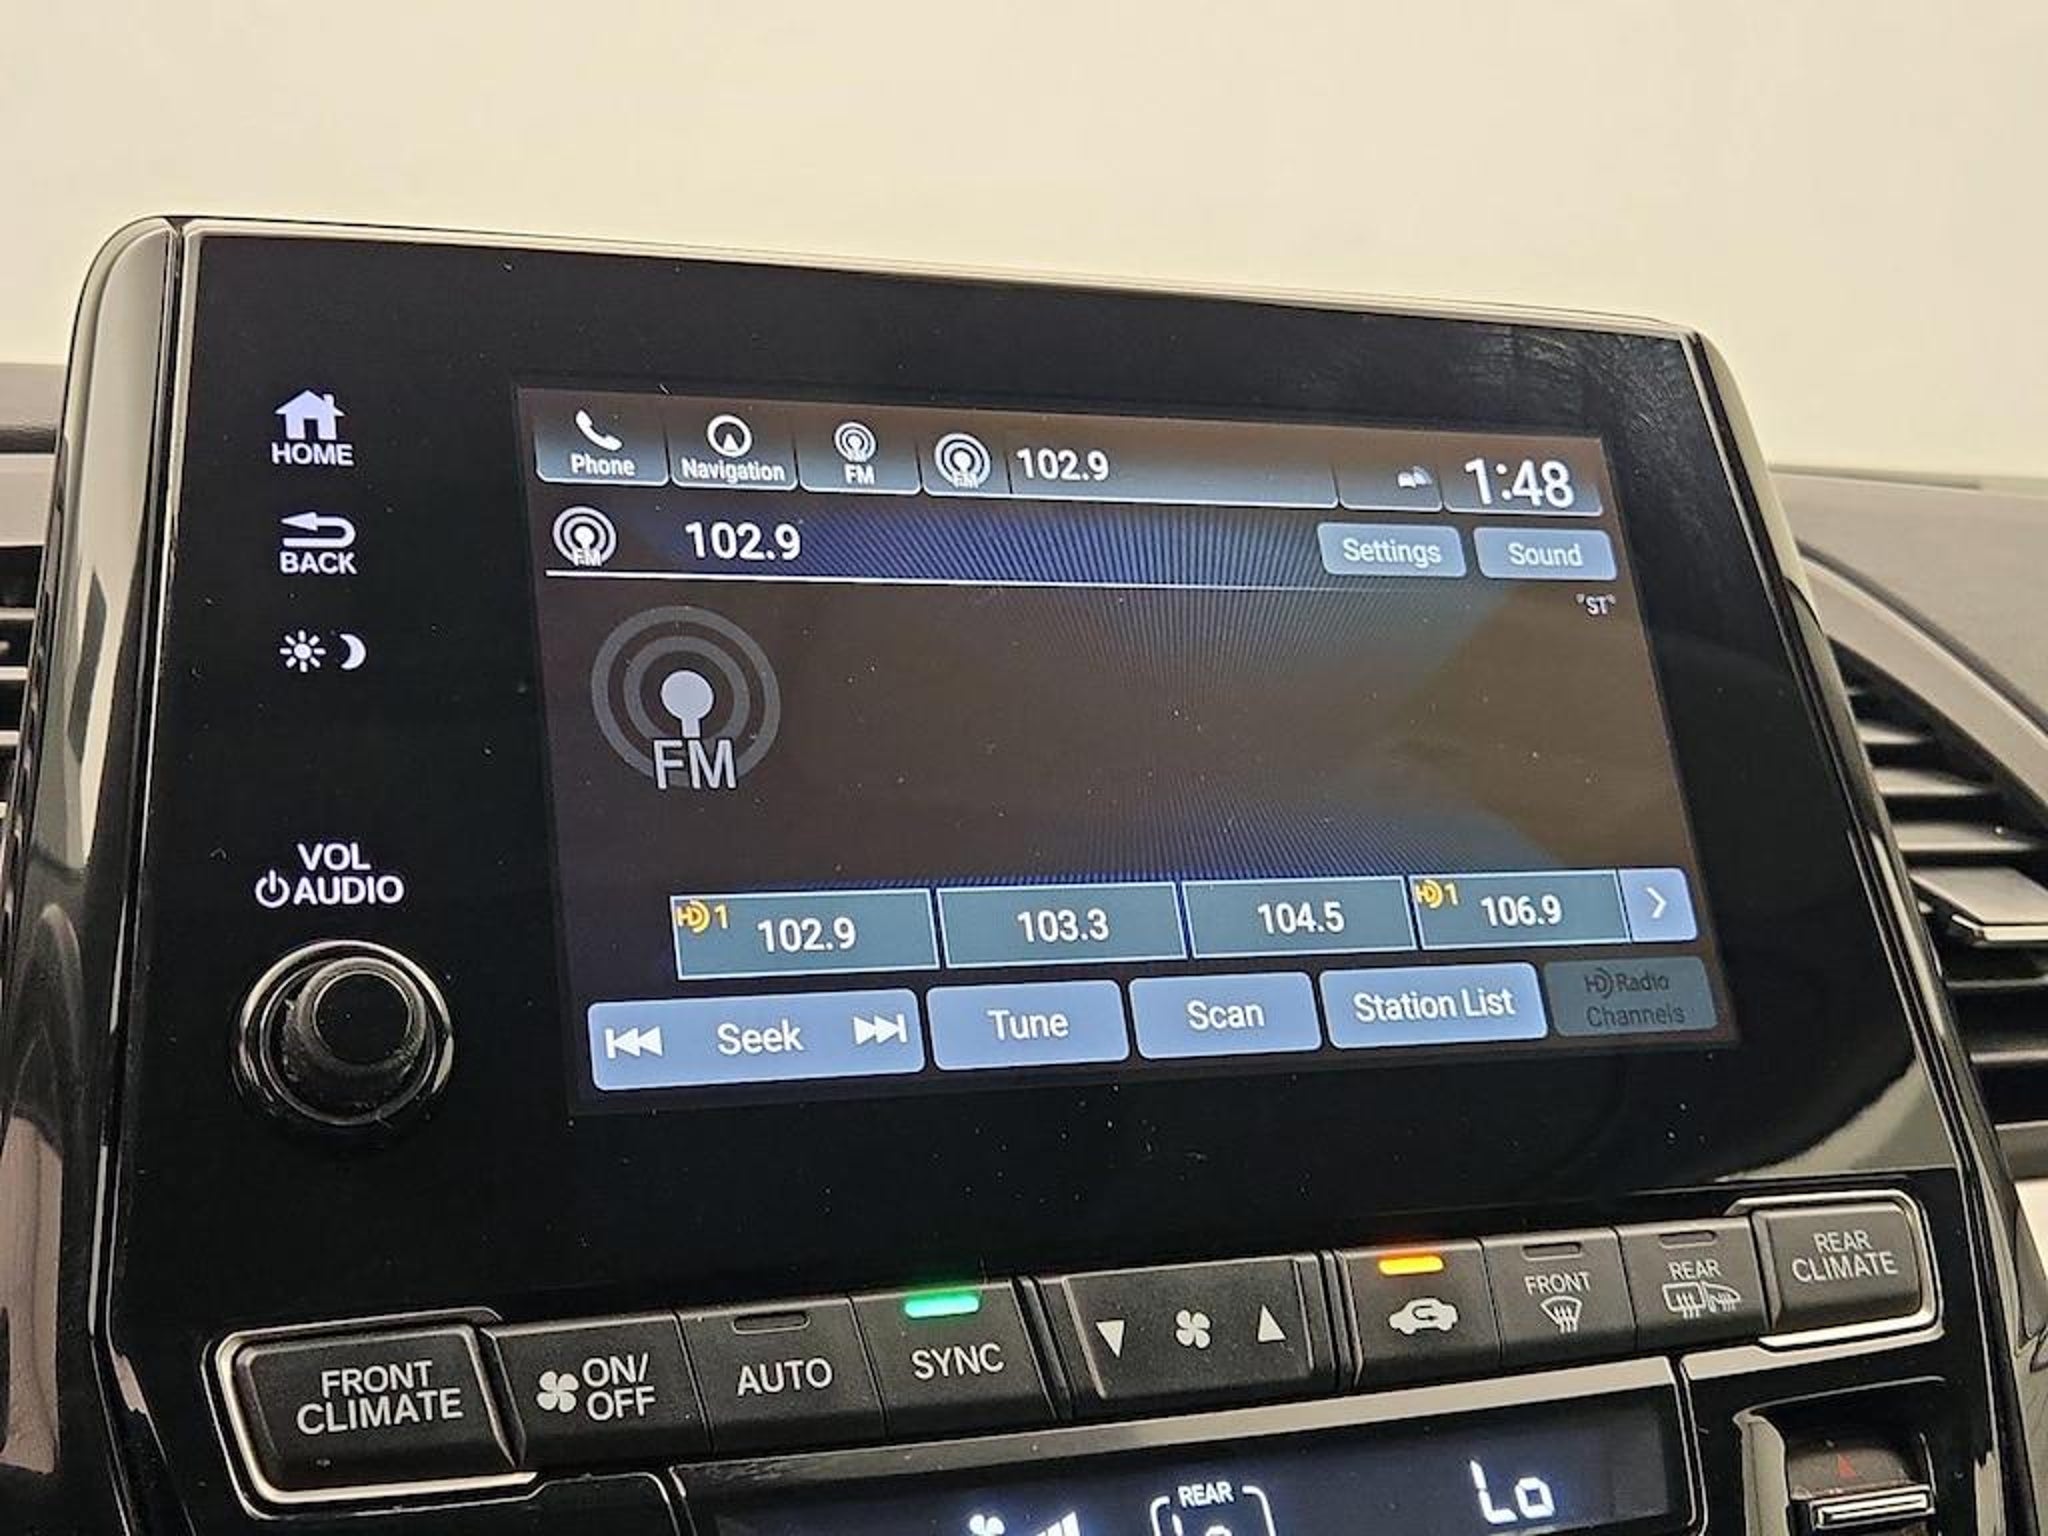 HOME
BACK
VOL
AUDIO
Phone
Navigation
FM
FM
102.9
1:48
FM
102.9
Settings
Sound
"ST"
FM
HD 1
102.9
103.3
104.5
HD 1
106.9
Seek
Tune
Scan
Station List
HD Radio
Channels
FRONT
CLIMATE
ON/
OFF
AUTO
SYNC
FRONT
REAR
REAR
CLIMATE
REAR
Lo
Lo